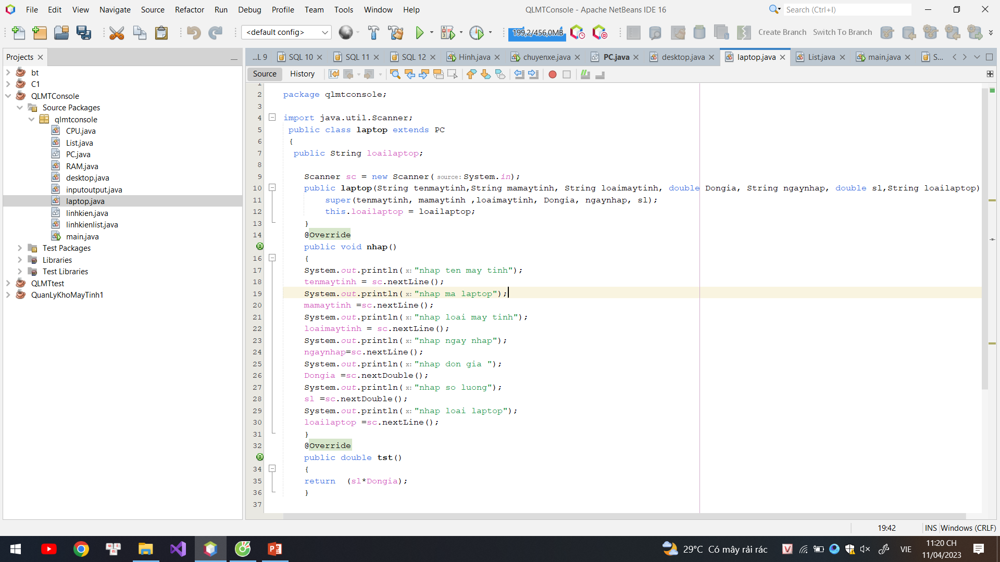 File Edit View Navigate Source Refactor Run Debug Profile Team Tools Window Help
QLMTConsole - Apache NetBeans IDE 16
Search (Ctrl+I)
<default config>
199,2/456,0MB
Create Branch Switch To Branch
Projects
bt
C1
QLMTConsole
Source Packages
qlmtconsole
CPU.java
List.java
PC.java
RAM.java
desktop.java
inputoutput.java
laptop.java
linhkien.java
linhkienlist.java
main.java
Test Packages
Libraries
Test Libraries
QLMTtest
QuanLyKhoMayTinh1
...L 9 SQL 10 SQL 11 SQL 12 Hinh.java chuyenxe.java PC.java desktop.java laptop.java List.java main.java S...
Source History
1
2 package qlmtconsole;
3
4 import java.util.Scanner;
5 public class laptop extends PC
6 {
7 public String loailaptop;
8
9 Scanner sc = new Scanner( source: System.in);
10 public laptop(String tenmaytinh,String mamaytinh, String loaimaytinh, double Dongia, String ngaynhap, double sl,String loailaptop)
11 super(tenmaytinh, mamaytinh ,loaimaytinh, Dongia, ngaynhap, sl);
12 this.loailaptop = loailaptop;
13 }
14 @Override
public void nhap()
16 {
17 System.out.println( x: "nhap ten may tinh");
18 tenmaytinh = sc.nextLine();
19 System.out.println( x: "nhap ma laptop");
20 mamaytinh =sc.nextLine();
21 System.out.println( x: "nhap loai may tinh");
22 loaimaytinh = sc.nextLine();
23 System.out.println( x: "nhap ngay nhap");
24 ngaynhap=sc.nextLine();
25 System.out.println( x: "nhap don gia ");
26 Dongia =sc.nextDouble();
27 System.out.println( x: "nhap so luong");
28 sl =sc.nextDouble();
29 System.out.println( x: "nhap loai laptop");
30 loailaptop =sc.nextLine();
31 }
32 @Override
public double tst()
34 {
35 return (sl*Dongia);
36 }
37
19:42 INS Windows (CRLF)
29°C Có mây rải rác
VIE
11:20 CH
11/04/2023